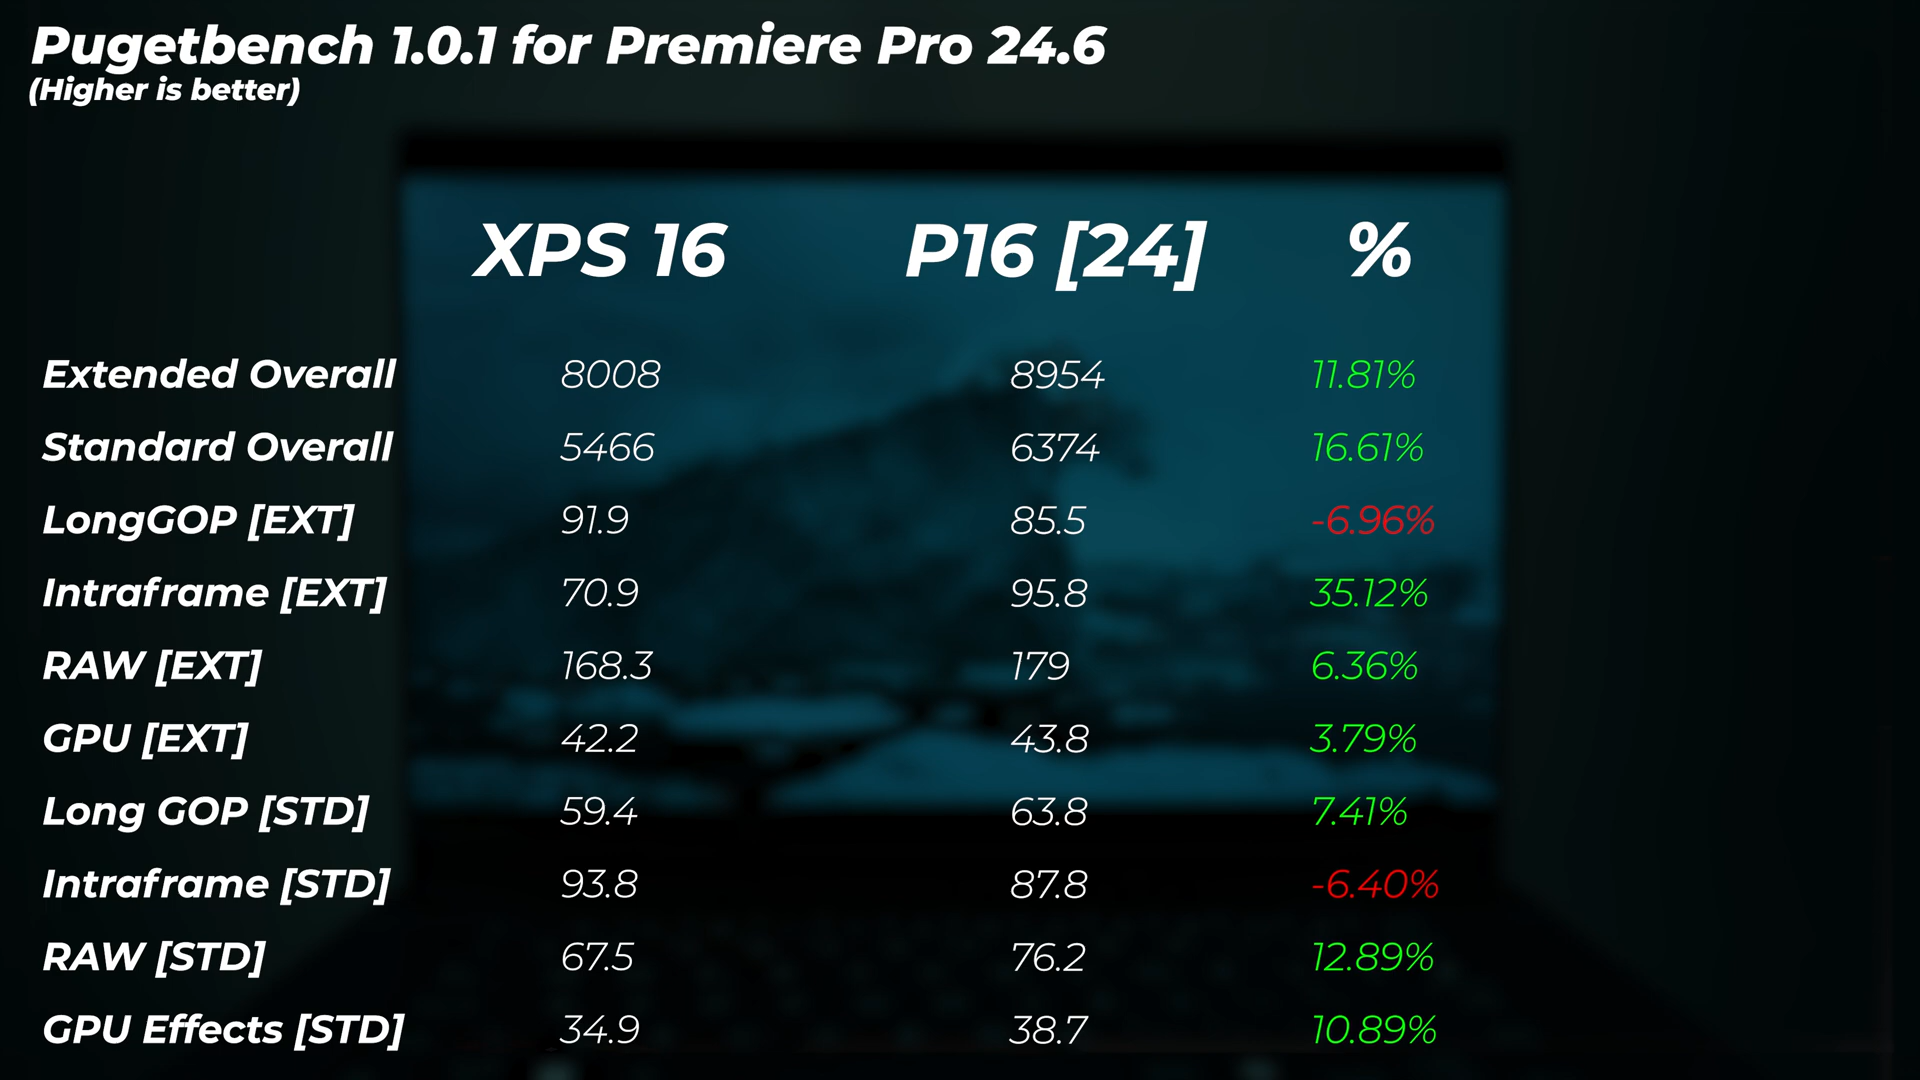 Pugetbench 1.0.1 for Premiere Pro 24.6
(Higher is better)
XPS 16 P16 [24] %
Extended Overall 8008 8954 11.81%
Standard Overall 5466 6374 16.61%
LongGOP [EXT] 91.9 85.5 -6.96%
Intraframe [EXT] 70.9 95.8 35.12%
RAW [EXT] 168.3 179 6.36%
GPU [EXT] 42.2 43.8 3.79%
Long GOP [STD] 59.4 63.8 7.41%
Intraframe [STD] 93.8 87.8 -6.40%
RAW [STD] 67.5 76.2 12.89%
GPU Effects [STD] 34.9 38.7 10.89%